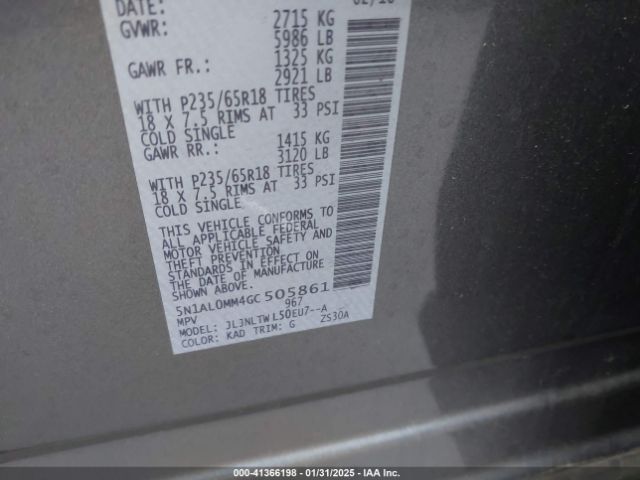 DATE:
GVWR: 2715 KG
5986 LB
GAWR FR.: 1325 KG
2921 LB
WITH P235/65R18 TIRES
18 X 7.5 RIMS AT 33 PSI
COLD SINGLE
GAWR RR.: 1415 KG
3120 LB
WITH P235/65R18 TIRES
18 X 7.5 RIMS AT 33 PSI
COLD SINGLE
THIS VEHICLE CONFORMS TO
ALL APPLICABLE FEDERAL
MOTOR VEHICLE SAFETY AND
THEFT PREVENTION
STANDARDS IN EFFECT ON
THE DATE OF MANUFACTURE
SHOWN ABOVE.
5N1AL0MM4GC505861
MPV 967
MODEL: JL3NLTWL50EU7--A
COLOR: KAD TRIM: G ZS30A
000-41366198 - 01/31/2025 - IAA Inc.